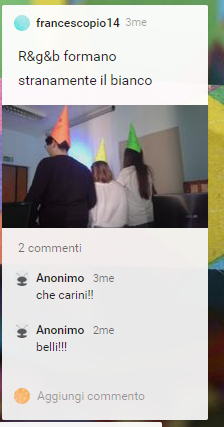 francescopio14 3me
R&g&b formano
stranamente il bianco
2 commenti
Anonimo 3me
che carini!!
Anonimo 2me
belli!!!
Aggiungi commento